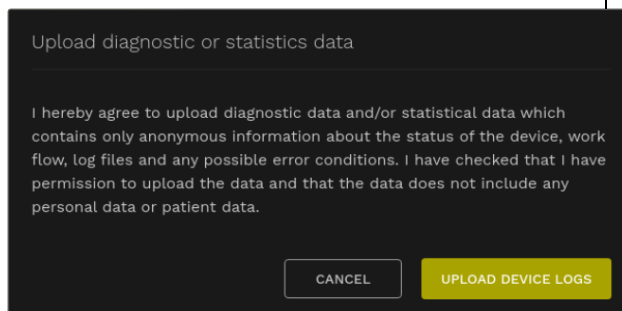 Upload diagnostic or statistics data
I hereby agree to upload diagnostic data and/or statistical data which
contains only anonymous information about the status of the device, work
flow, log files and any possible error conditions. I have checked that I have
permission to upload the data and that the data does not include any
personal data or patient data.
CANCEL
UPLOAD DEVICE LOGS